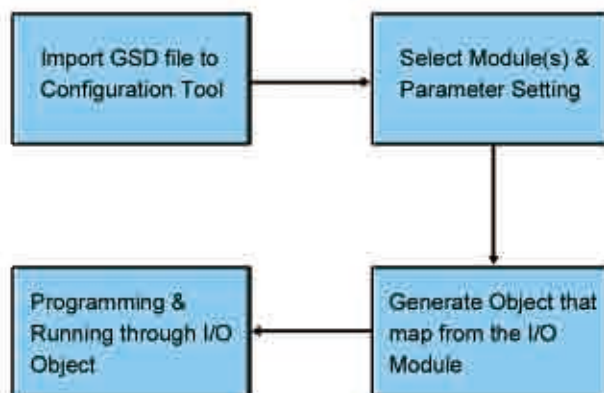 Import GSD file to
Configuration Tool
Select Module(s) &
Parameter Setting
Generate Object that
map from the I/O
Module
Programming &
Running through I/O
Object